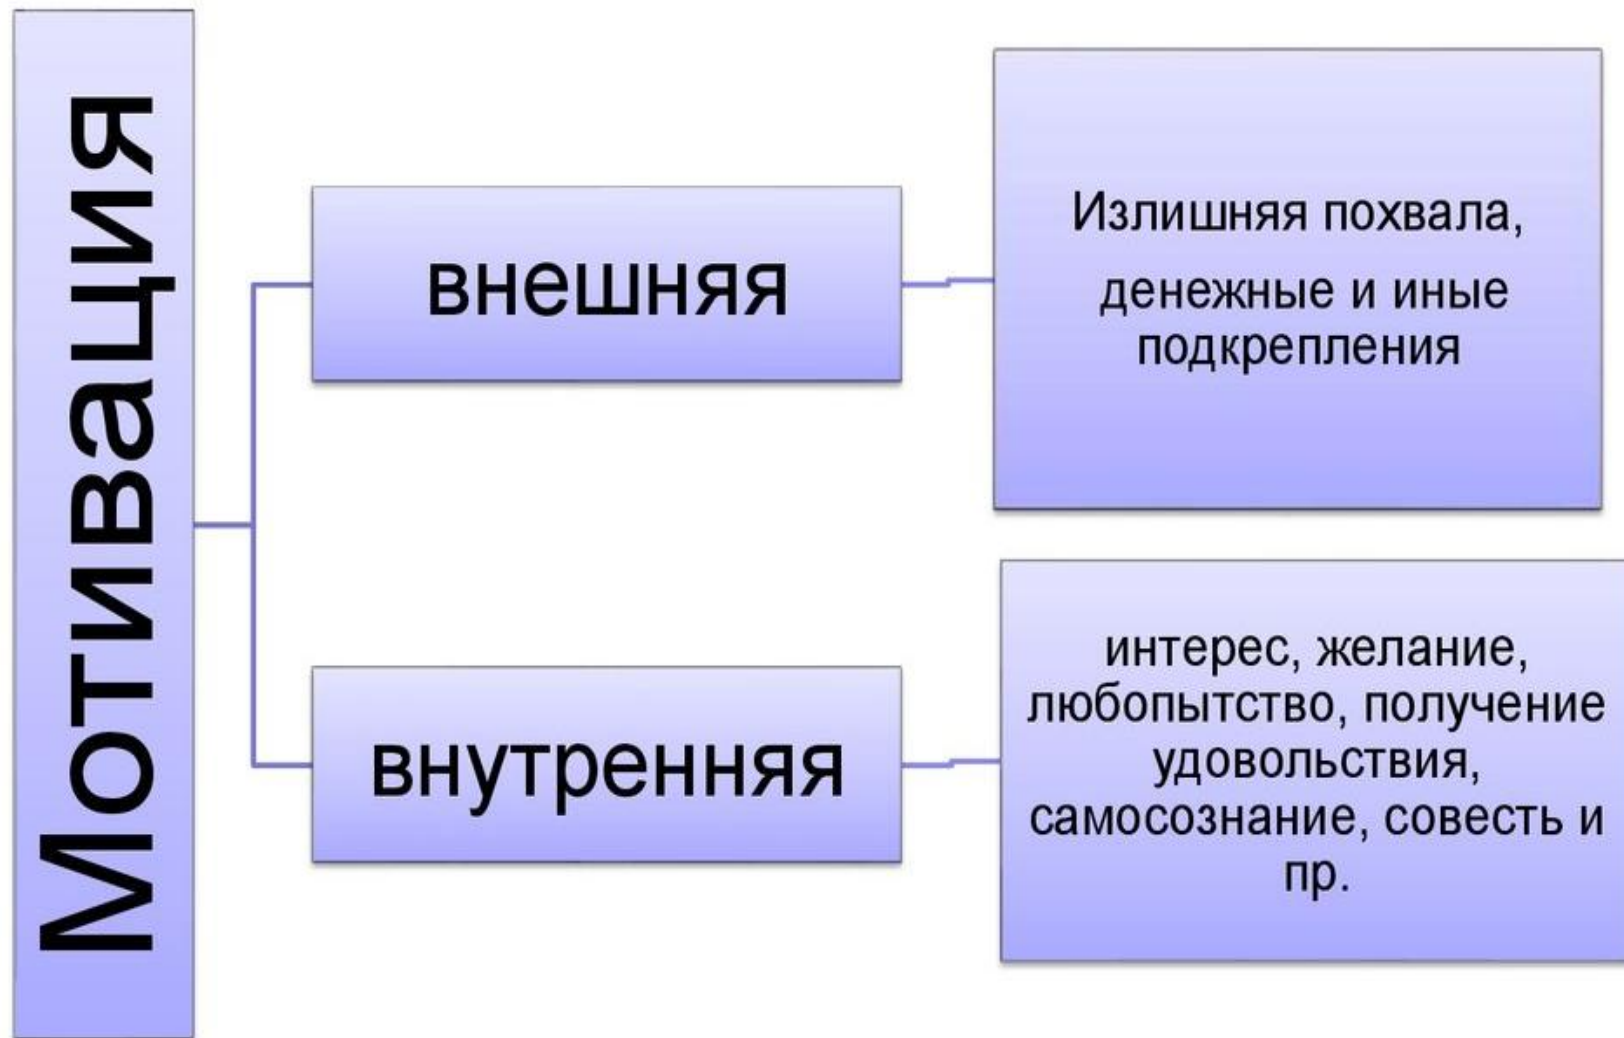 Мотивация
внешняя
Излишняя похвала,
денежные и иные
подкрепления
внутренняя
интерес, желание,
любопытство, получение
удовольствия,
самосознание, совесть и
пр.